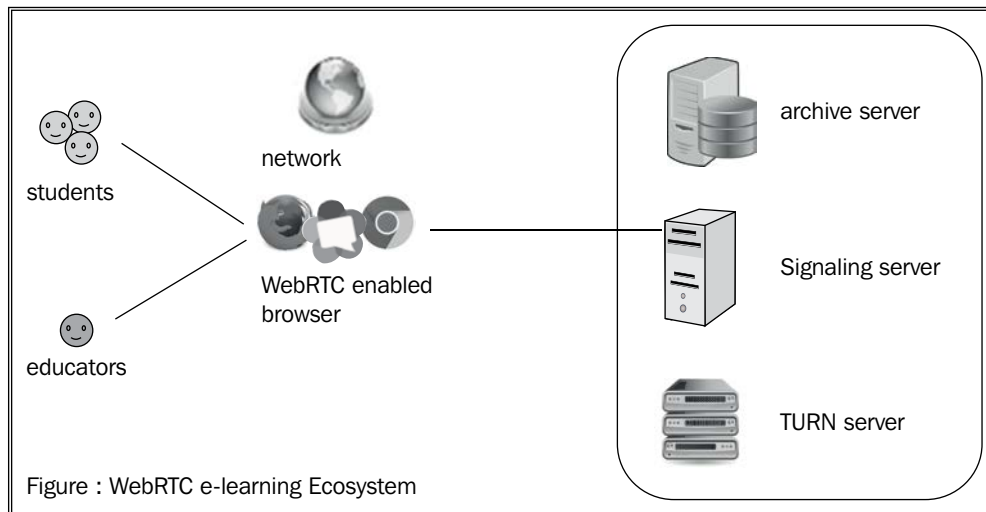 students
educators
network
WebRTC enabled
browser
archive server
Signaling server
TURN server
Figure : WebRTC e-learning Ecosystem